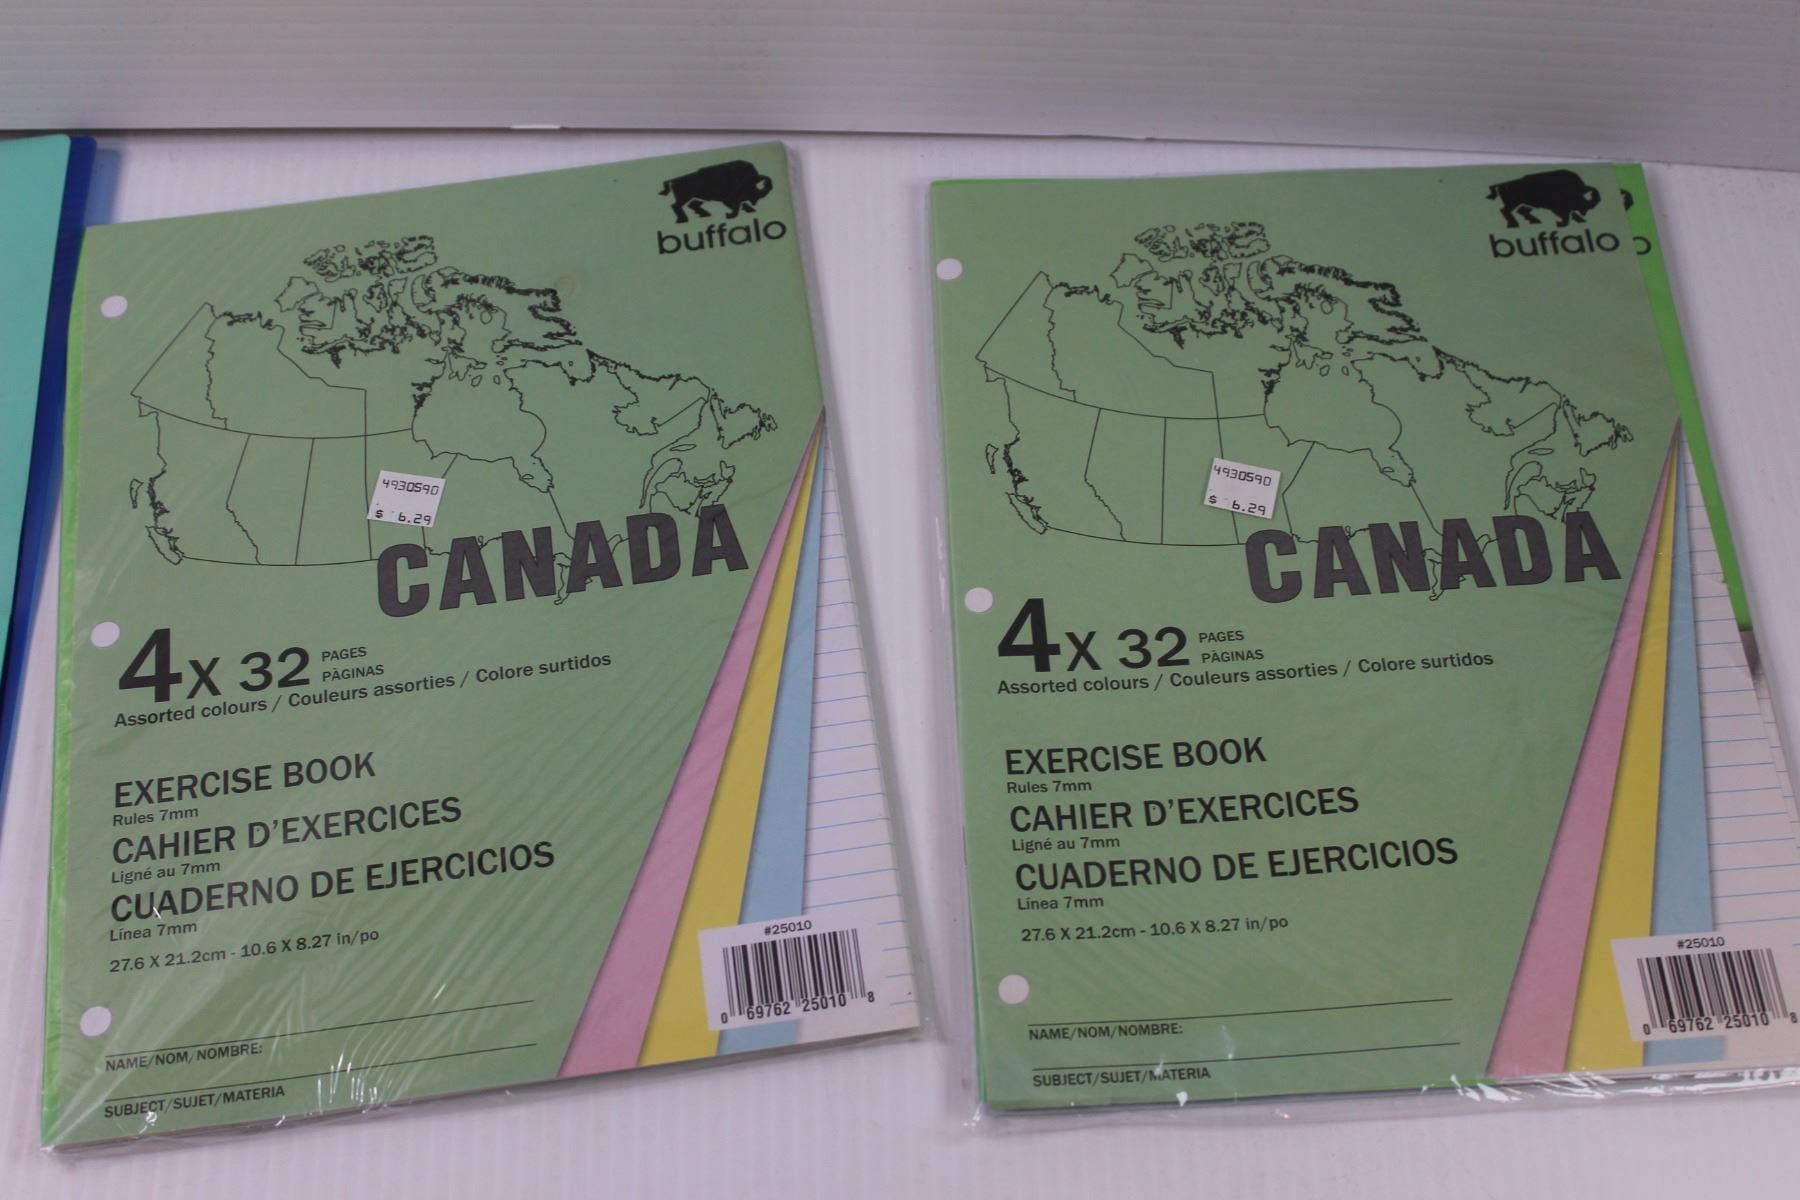 buffalo
4930590
$ 6.29
CANADA
4 X 32 PAGES
PÀGINAS
Assorted colours / Couleurs assorties / Colore surtidos
EXERCISE BOOK
Rules 7mm
CAHIER D'EXERCICES
Ligné au 7mm
CUADERNO DE EJERCICIOS
Línea 7mm
27.6 X 21.2cm - 10.6 X 8.27 in/po
#25010
0 69762 25010 8
NAME/NOM/NOMBRE:
SUBJECT/SUJET/MATERIA
buffalo
o
4930590
$ 6.29
CANADA
4 X 32 PAGES
PÀGINAS
Assorted colours / Couleurs assorties / Colore surtidos
EXERCISE BOOK
Rules 7mm
CAHIER D'EXERCICES
Ligné au 7mm
CUADERNO DE EJERCICIOS
Línea 7mm
27.6 X 21.2cm - 10.6 X 8.27 in/po
#25010
0 69762 25010 8
NAME/NOM/NOMBRE:
SUBJECT/SUJET/MATERIA